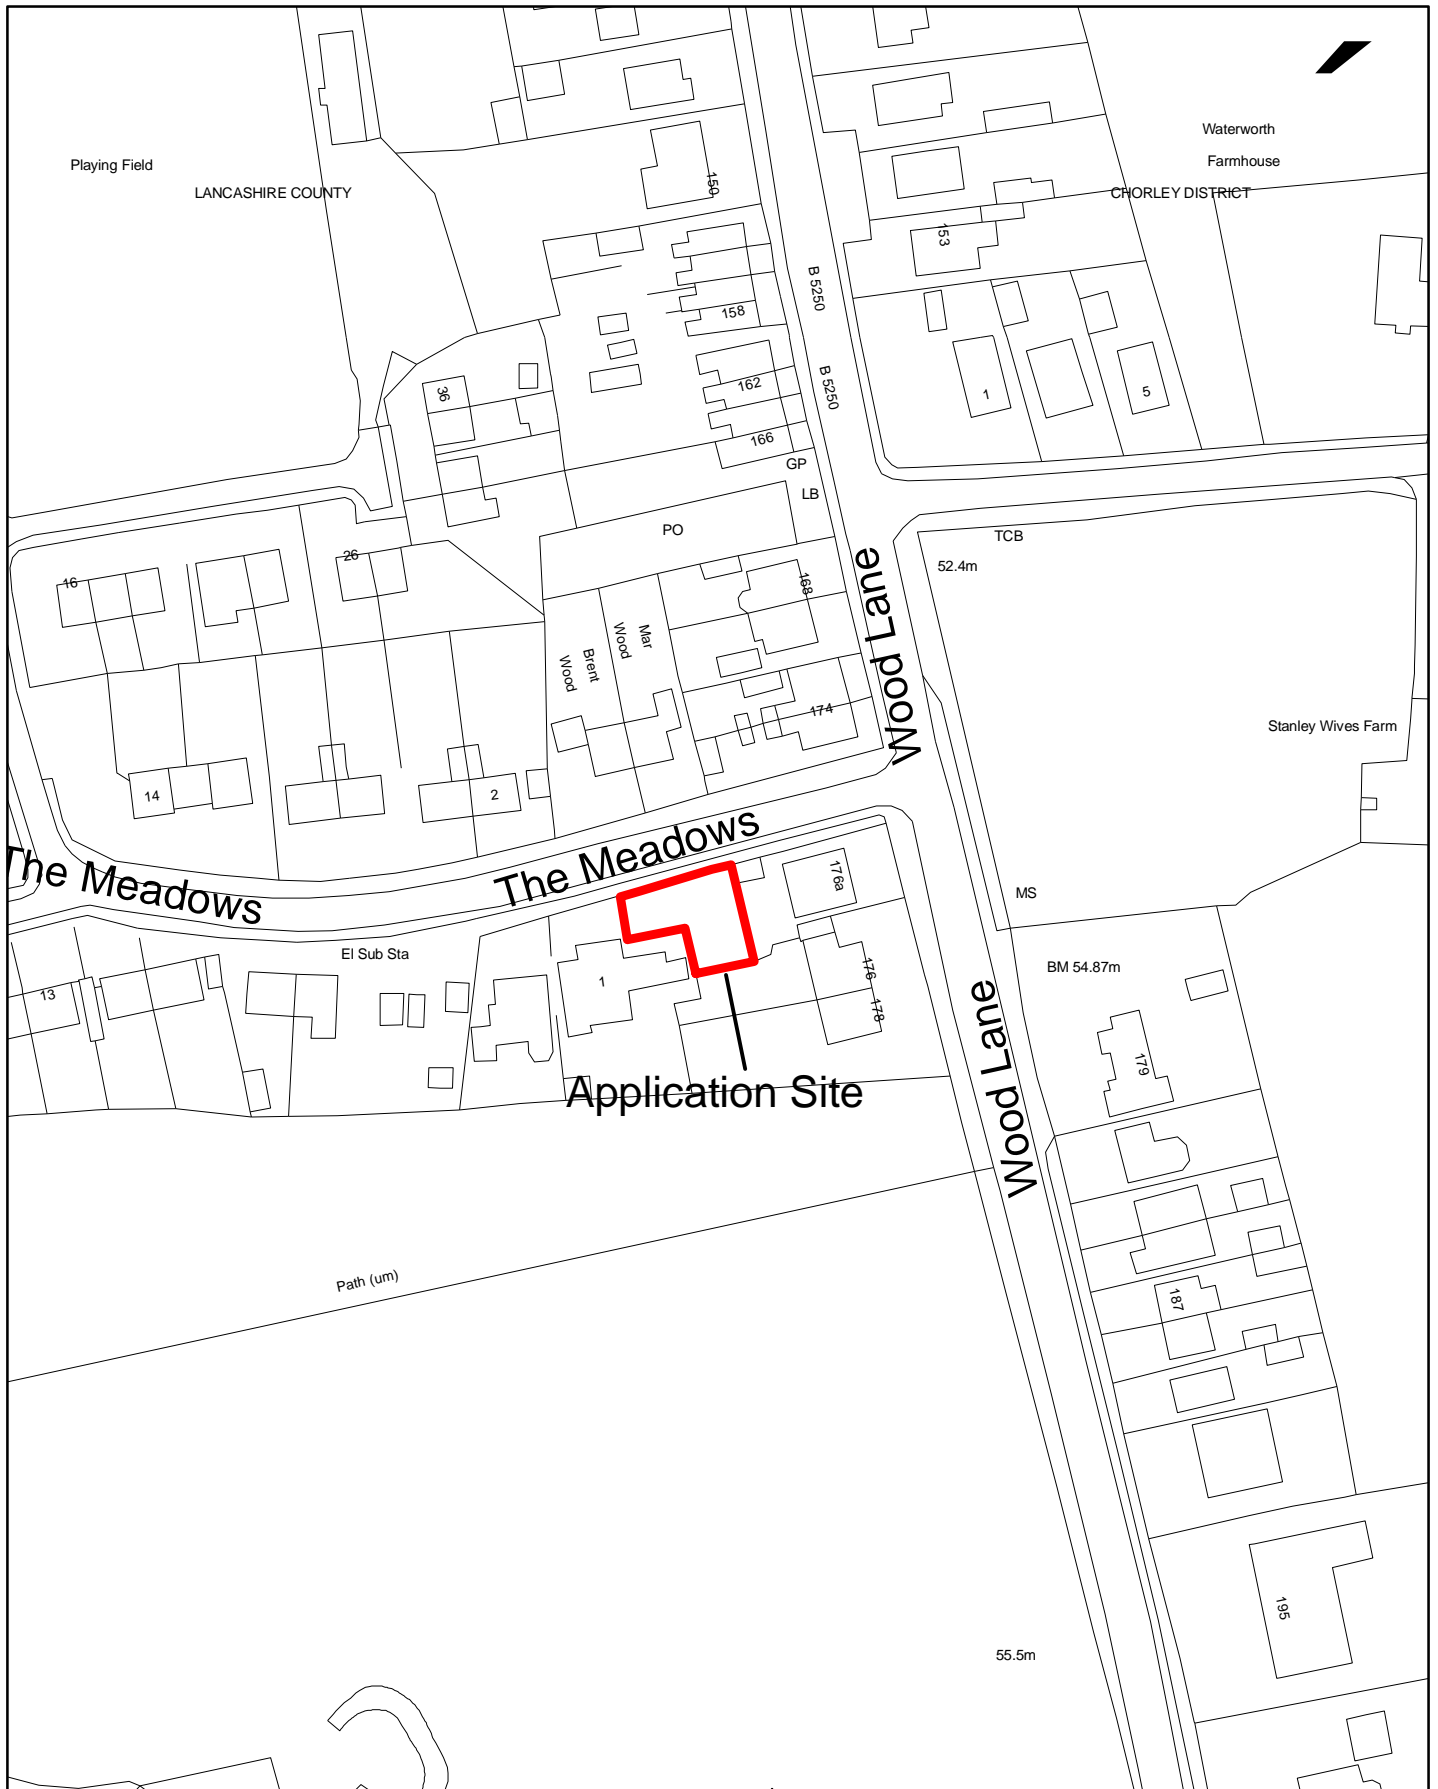 Waterworth
Farmhouse
Playing Field
LANCASHIRE COUNTY
CHORLEY DISTRICT
150
153
B 5250
158
B 5250
36
162
1
5
166
GP
LB
PO
TCB
52.4m
26
16
168
Wood Lane
Mar
Wood
Brent
Wood
174
Stanley Wives Farm
14
2
The Meadows
The Meadows
176a
MS
El Sub Sta
BM 54.87m
13
1
176
178
Wood Lane
179
Application Site
Path (um)
187
195
55.5m